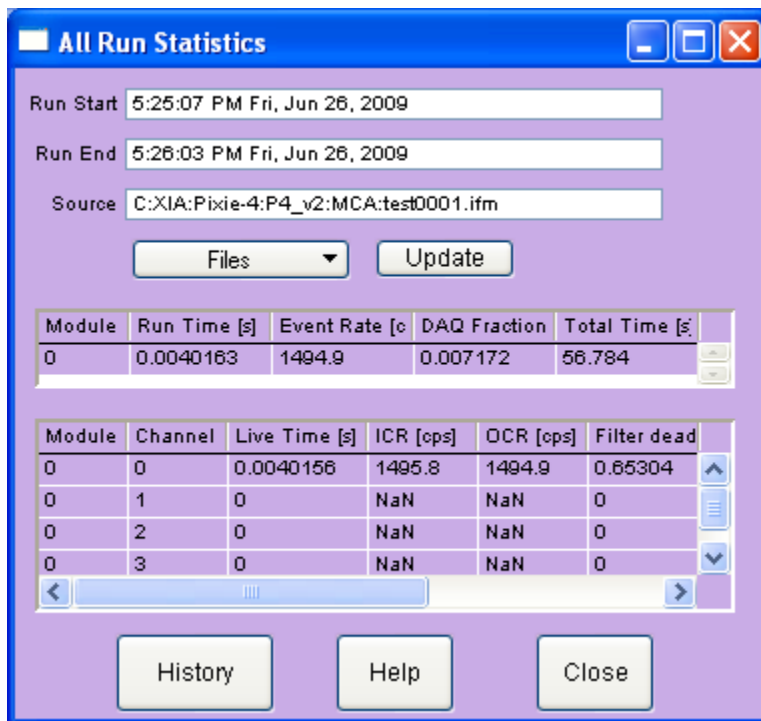 All Run Statistics
Run Start 5:25:07 PM Fri, Jun 26, 2009
Run End 5:26:03 PM Fri, Jun 26, 2009
Source C:XIA:Pixie-4:P4_v2:MCA:test0001.ifm
Files Update
Module Run Time [s] Event Rate [c DAQ Fraction Total Time [s]
0 0.0040163 1494.9 0.007172 56.784
Module Channel Live Time [s] ICR [cps] OCR [cps] Filter dead
0 0 0.0040156 1495.8 1494.9 0.65304
0 1 0 NaN NaN 0
0 2 0 NaN NaN 0
0 3 0 NaN NaN 0
History Help Close